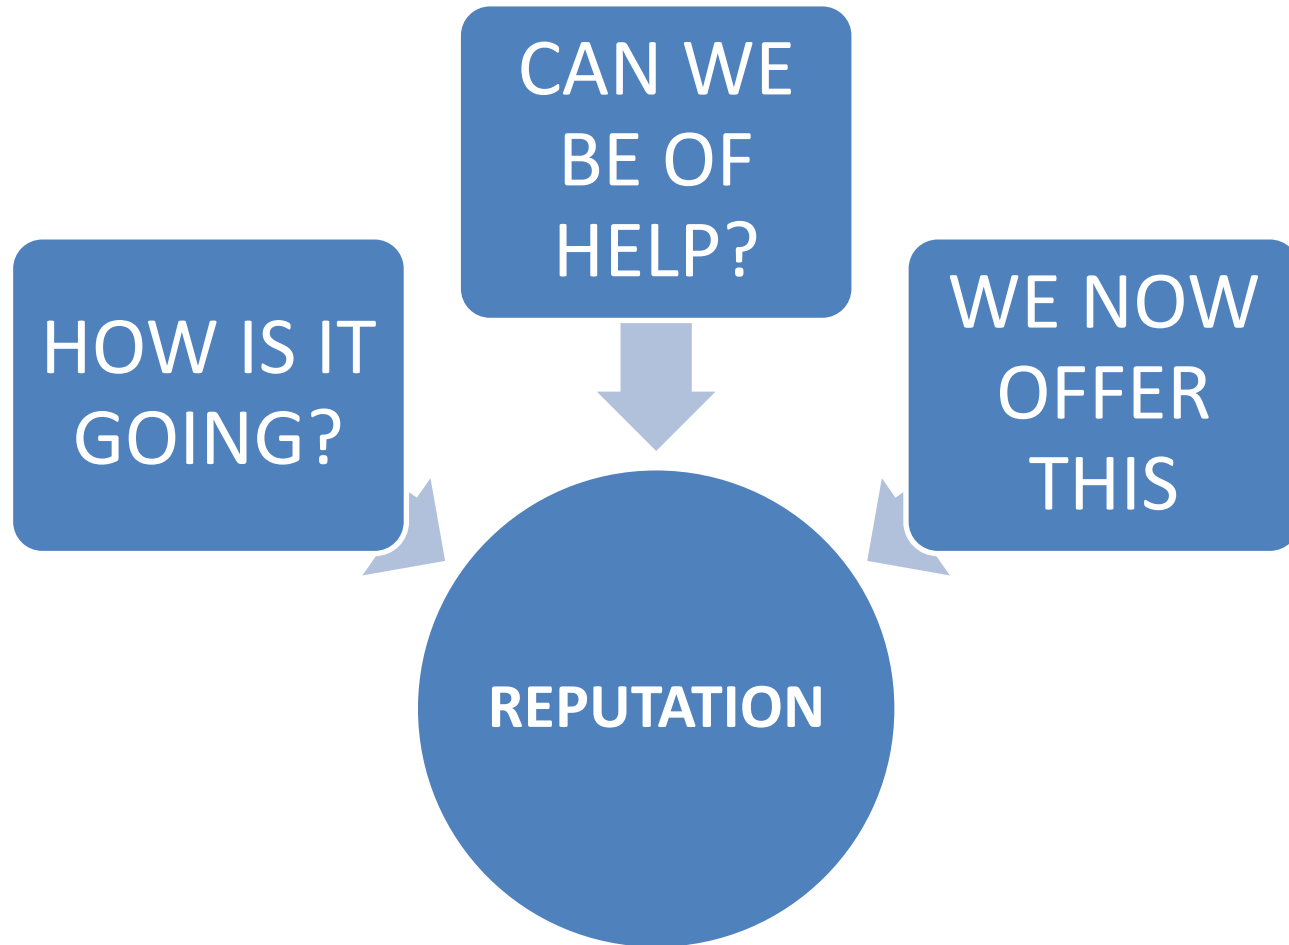 CAN WE
BE OF
HELP?
HOW IS IT
GOING?
WE NOW
OFFER
THIS
REPUTATION